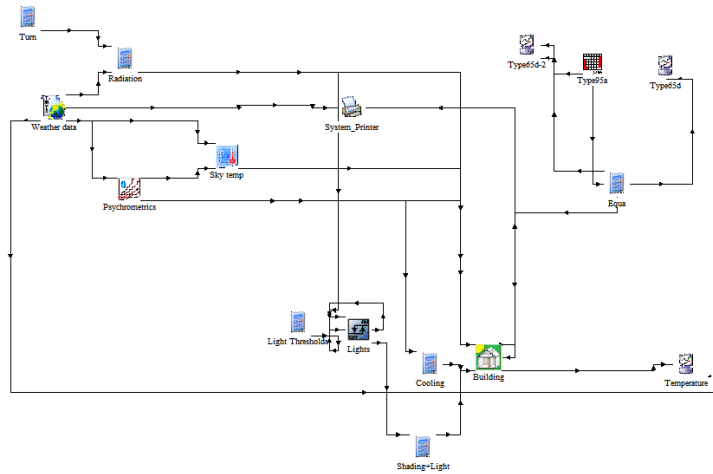 Turn
Radiation
Type65d-2
Type95a
Type65d
Weather data
System_Printer
Sky temp
Psychrometrics
Equa
Light Thresholds
Lights
Cooling
Building
Temperature
Shading+Light